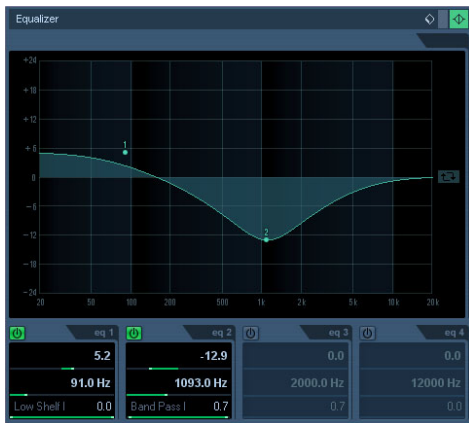 Equalizer
+24
+18
+12
+6
0
-6
-12
-18
-24
1
2
20 50 100 200 500 1k 2k 5k 10k 20k
eq 1 eq 2 eq 3 eq 4
5.2 -12.9 0.0 0.0
91.0 Hz 1093.0 Hz 2000.0 Hz 12000 Hz
Low Shelf I 0.0 Band Pass I 0.7 0.7 0.0